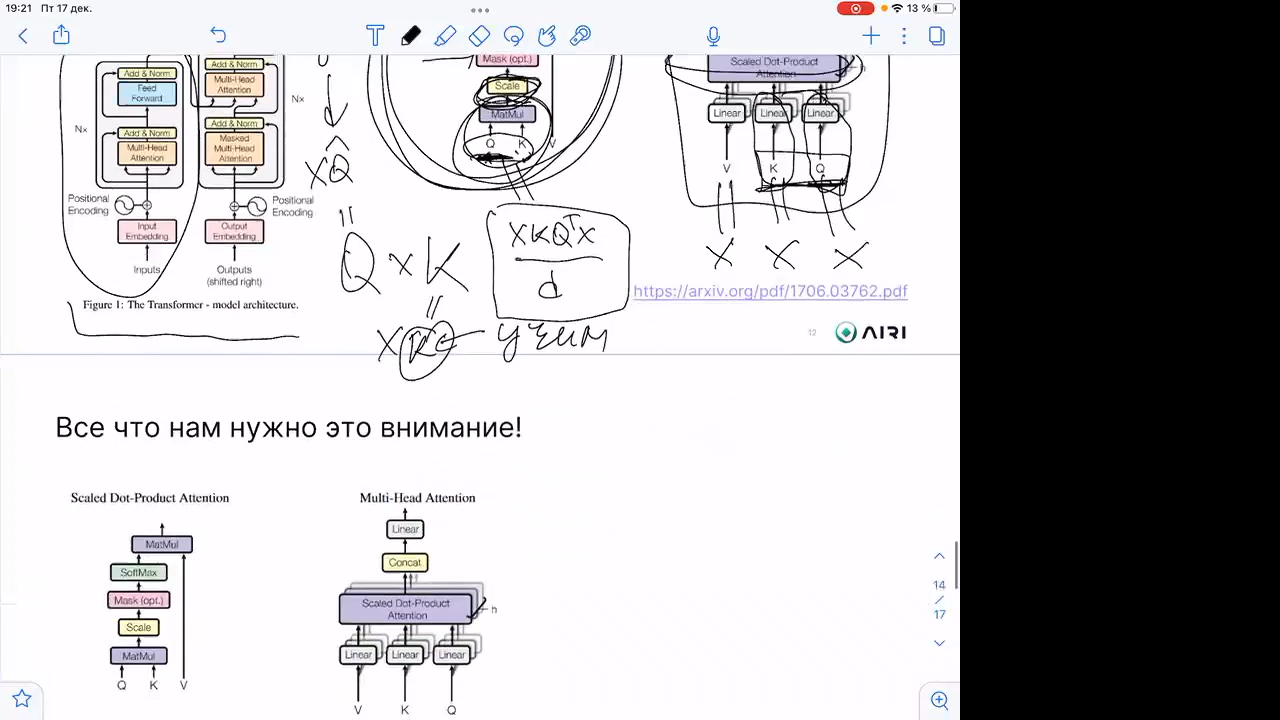 19:21 Пт 17 дек.
13 %
Add & Norm
Feed
Forward
Add & Norm
Multi-Head
Attention
Nx
Positional
Encoding
Input
Embedding
Inputs
Add & Norm
Multi-Head
Attention
Nx
Add & Norm
Masked
Multi-Head
Attention
Positional
Encoding
Output
Embedding
Outputs
(shifted right)
Figure 1: The Transformer - model architecture.
Mask (opt.)
Scale
MatMul
Q K V
XQ
=
Q × K
=
XK ← учим
XKQᵀX
d
Scaled Dot-Product
Attention
h
Linear Linear Linear
V K Q
X X X
https://arxiv.org/pdf/1706.03762.pdf
12
AIRI
Все что нам нужно это внимание!
Scaled Dot-Product Attention
MatMul
SoftMax
Mask (opt.)
Scale
MatMul
Q K V
Multi-Head Attention
Linear
Concat
Scaled Dot-Product
Attention
h
Linear Linear Linear
V K Q
14
/
17